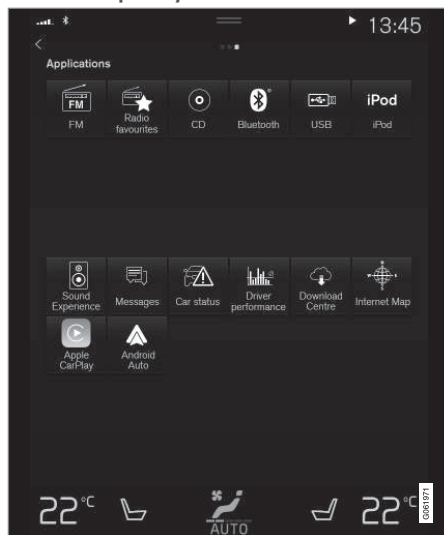 13:45
Applications
FM
iPod
FM
Radio
favourites
CD
Bluetooth
USB
iPod
Sound
Experience
Messages
Car status
Driver
performance
Download
Centre
Internet Map
Apple
CarPlay
Android
Auto
22°C
AUTO
22°C
G061971